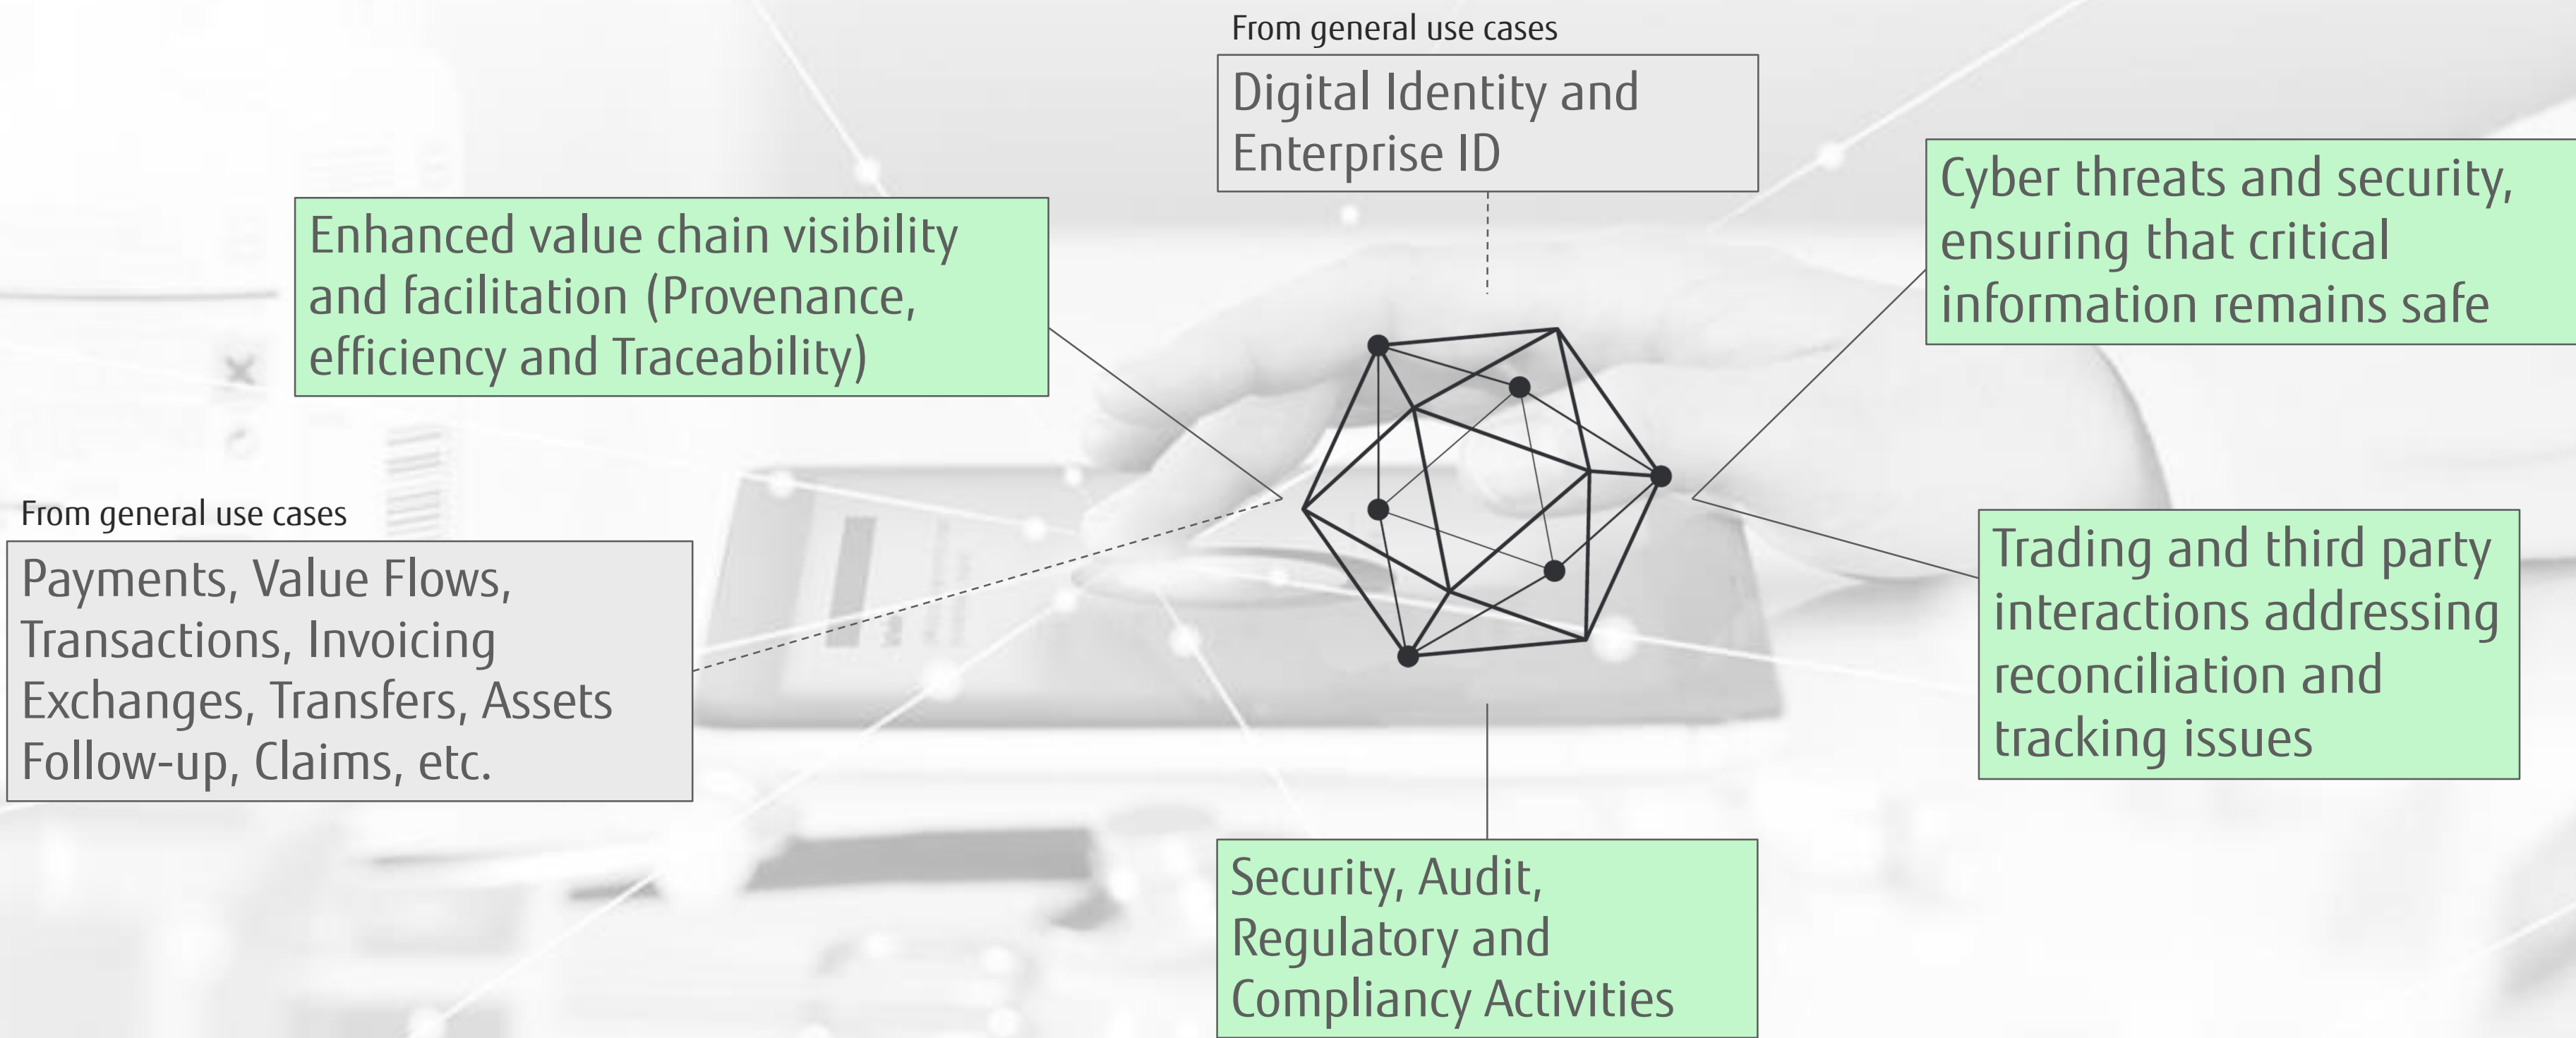 From general use cases
Digital Identity and
Enterprise ID
Enhanced value chain visibility
and facilitation (Provenance,
efficiency and Traceability)
Cyber threats and security,
ensuring that critical
information remains safe
From general use cases
Payments, Value Flows,
Transactions, Invoicing
Exchanges, Transfers, Assets
Follow-up, Claims, etc.
Trading and third party
interactions addressing
reconciliation and
tracking issues
Security, Audit,
Regulatory and
Compliancy Activities